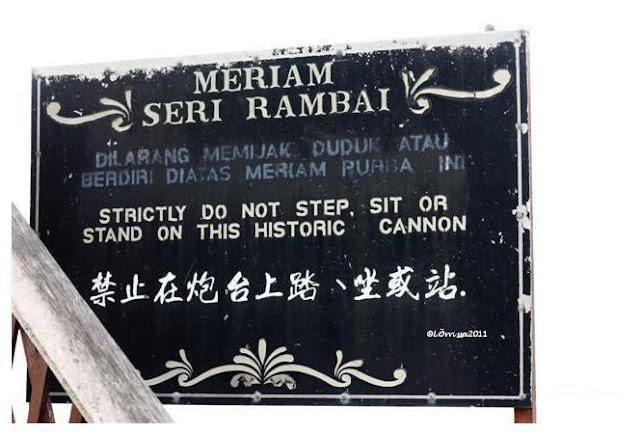 MERIAM
SERI RAMBAI
DILARANG MEMIJAK, DUDUK ATAU
BERDIRI DIATAS MERIAM PURBA INI
STRICTLY DO NOT STEP, SIT OR
STAND ON THIS HISTORIC CANNON
禁止在炮台上踏、坐或站.